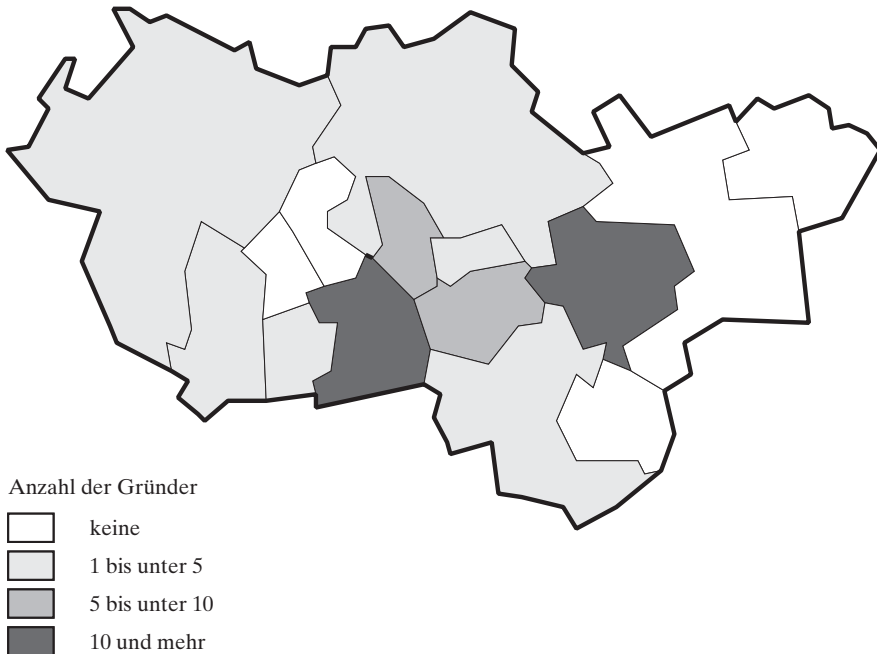 Anzahl der Gründer
keine
1 bis unter 5
5 bis unter 10
10 und mehr